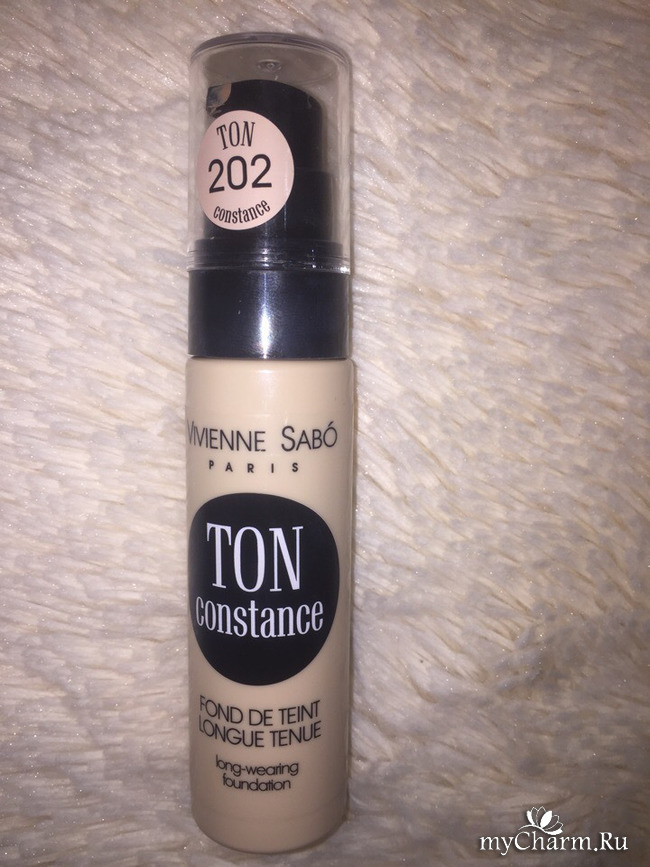 TON
202
constance
VIVIENNE SABÓ
PARIS
TON
constance
FOND DE TEINT
LONGUE TENUE
long-wearing
foundation
myCharm.Ru